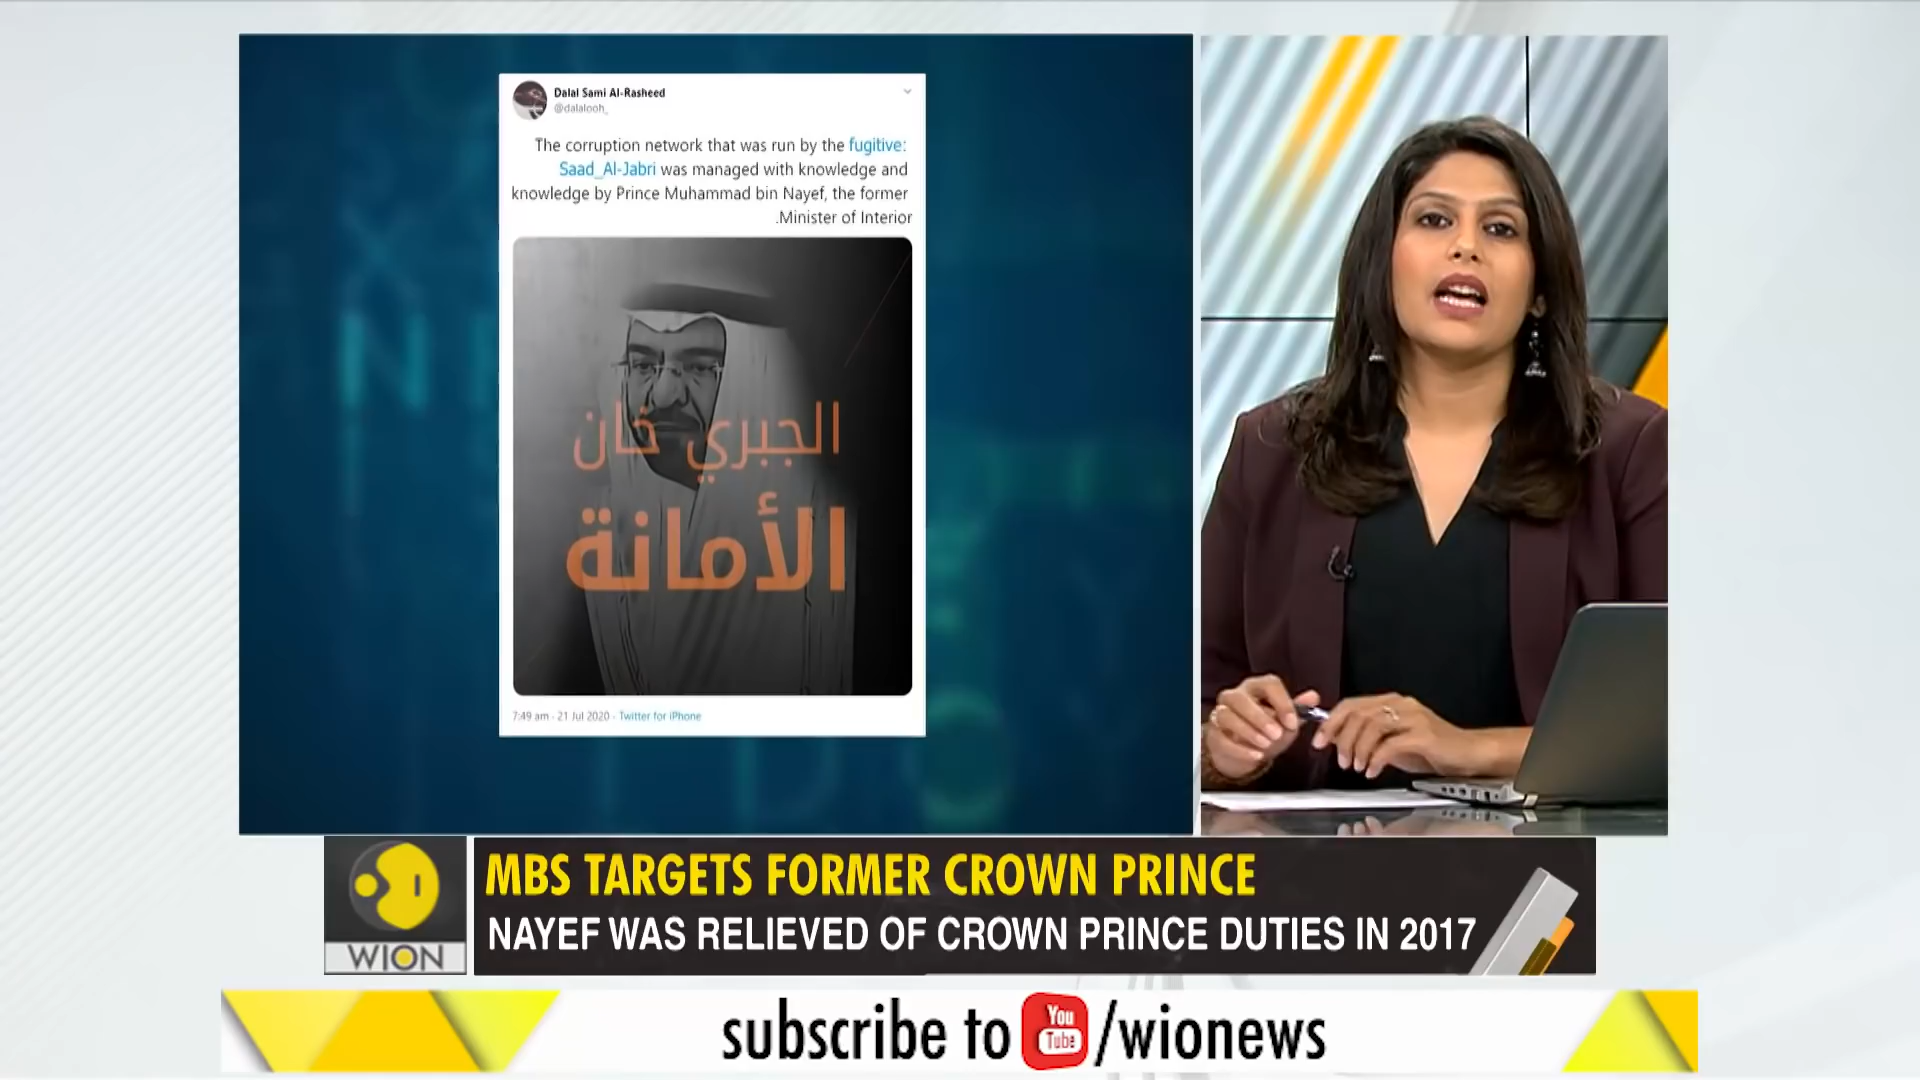 Dalal Sami Al-Rasheed
@dalalooh_
The corruption network that was run by the fugitive:
Saad_Al-Jabri was managed with knowledge and
knowledge by Prince Muhammad bin Nayef, the former
.Minister of Interior
الجبري خان
الأمانة
7:49 am - 21 Jul 2020 - Twitter for iPhone
MBS TARGETS FORMER CROWN PRINCE
NAYEF WAS RELIEVED OF CROWN PRINCE DUTIES IN 2017
WION
subscribe to You Tube /wionews